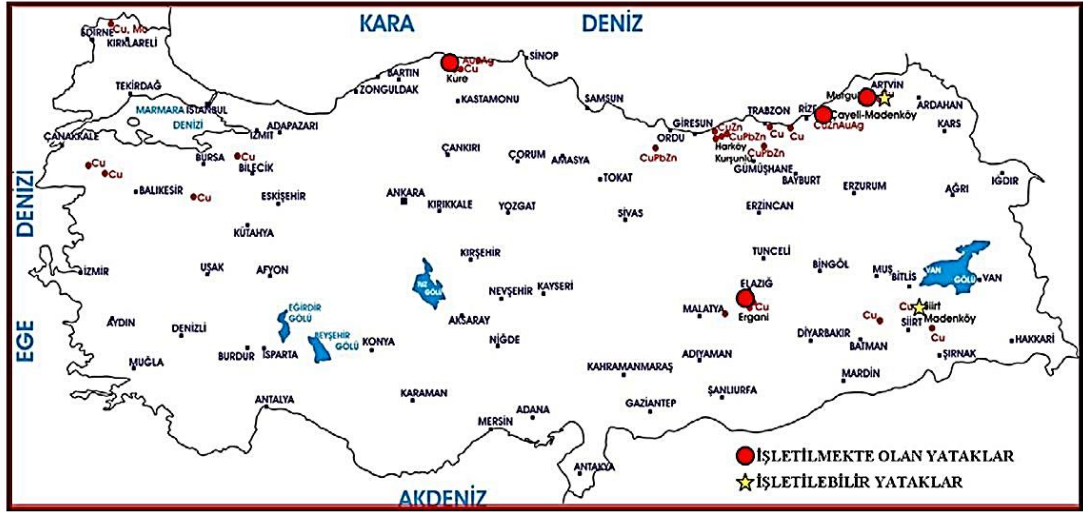 KARA DENİZ
Cu, Mo
EDİRNE
KIRKLARELİ
TEKİRDAĞ
MARMARA
DENİZİ
İSTANBUL
İZMİT
ADAPAZARI
ÇANAKKALE
Cu
Cu
BALIKESİR
BURSA
Cu
BİLECİK
Cu
ESKİŞEHİR
KÜTAHYA
ZONGULDAK
BARTIN
AuAg
Cu
Küre
KASTAMONU
SİNOP
SAMSUN
ÇANKIRI
ÇORUM
AMASYA
TOKAT
ANKARA
KIRIKKALE
YOZGAT
SİVAS
ORDU
GİRESUN
CuPbZn
CuZn
CuPbZn
Harköy
Kurşunlu
CuPbZn
GÜMÜŞHANE
TRABZON
Cu
Cu
RİZE
CuZnAuAg
Çayeli-Madenköy
ARTVİN
ARDAHAN
KARS
BAYBURT
ERZURUM
ERZİNCAN
AĞRI
IĞDIR
EGE DENİZİ
İZMİR
UŞAK
AFYON
AYDIN
DENİZLİ
MUĞLA
BURDUR
ISPARTA
EĞİRDİR
GÖLÜ
BEYŞEHİR
GÖLÜ
KONYA
TUZ
GÖLÜ
KIRŞEHİR
NEVŞEHİR
KAYSERİ
AKSARAY
NİĞDE
KARAMAN
ANTALYA
MERSİN
ADANA
KAHRAMANMARAŞ
GAZİANTEP
ANTALYA
ADIYAMAN
ŞANLIURFA
MALATYA
ELAZIĞ
Cu
Ergani
TUNCELİ
BİNGÖL
MUŞ
BİTLİS
VAN
GÖLÜ
VAN
DİYARBAKIR
BATMAN
Cu
Cu
Siirt
Madenköy
SİİRT
Cu
MARDİN
ŞIRNAK
HAKKARİ
AKDENİZ
İŞLETİLMEKTE OLAN YATAKLAR
İŞLETİLEBİLİR YATAKLAR